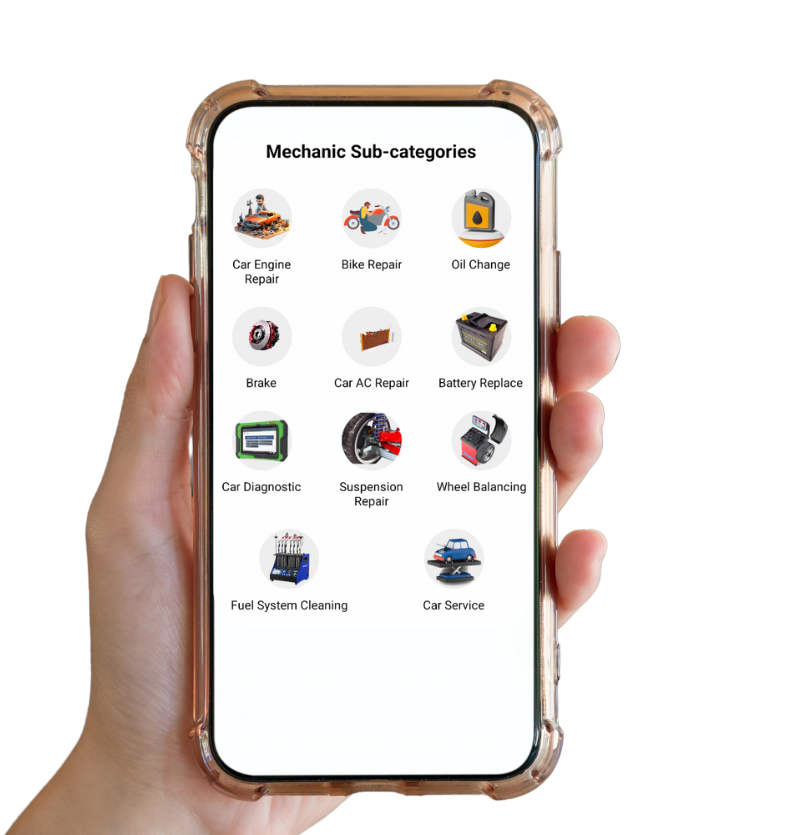 Mechanic Sub-categories
Car Engine
Repair
Bike Repair
Oil Change
Brake
Car AC Repair
Battery Replace
Car Diagnostic
Suspension
Repair
Wheel Balancing
Fuel System Cleaning
Car Service